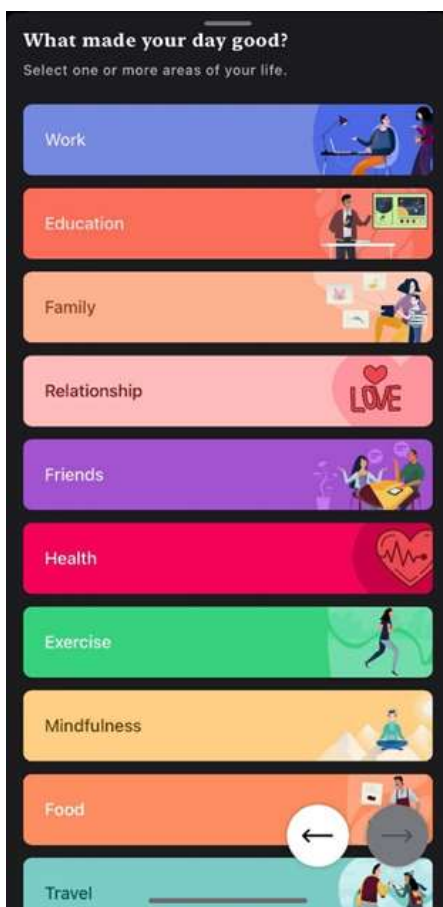 What made your day good?
Select one or more areas of your life.
Work
Education
Family
Relationship
LOVE
Friends
Health
Exercise
Mindfulness
Food
Travel